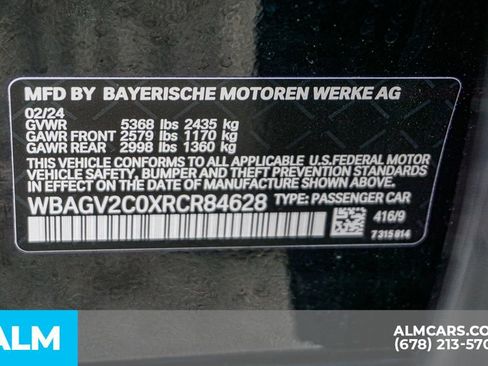 MFD BY BAYERISCHE MOTOREN WERKE AG
02/24
GVWR 5368 lbs 2435 kg
GAWR FRONT 2579 lbs 1170 kg
GAWR REAR 2998 lbs 1360 kg
THIS VEHICLE CONFORMS TO ALL APPLICABLE U.S.FEDERAL MOTOR
VEHICLE SAFETY, BUMPER AND THEFT PREVENTION STANDARDS
IN EFFECT ON THE DATE OF MANUFACTURE SHOWN ABOVE.
WBAGV2C0XRCR84628 TYPE: PASSENGER CAR
416/9
7315814
ALM
ALMCARS.CO
(678) 213-570